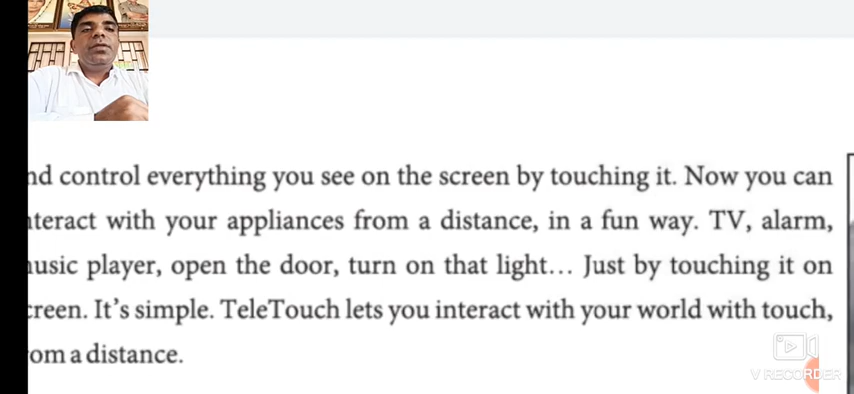 nd control everything you see on the screen by touching it. Now you can
nteract with your appliances from a distance, in a fun way. TV, alarm,
usic player, open the door, turn on that light... Just by touching it on
creen. It's simple. TeleTouch lets you interact with your world with touch,
om a distance.
V RECORDER